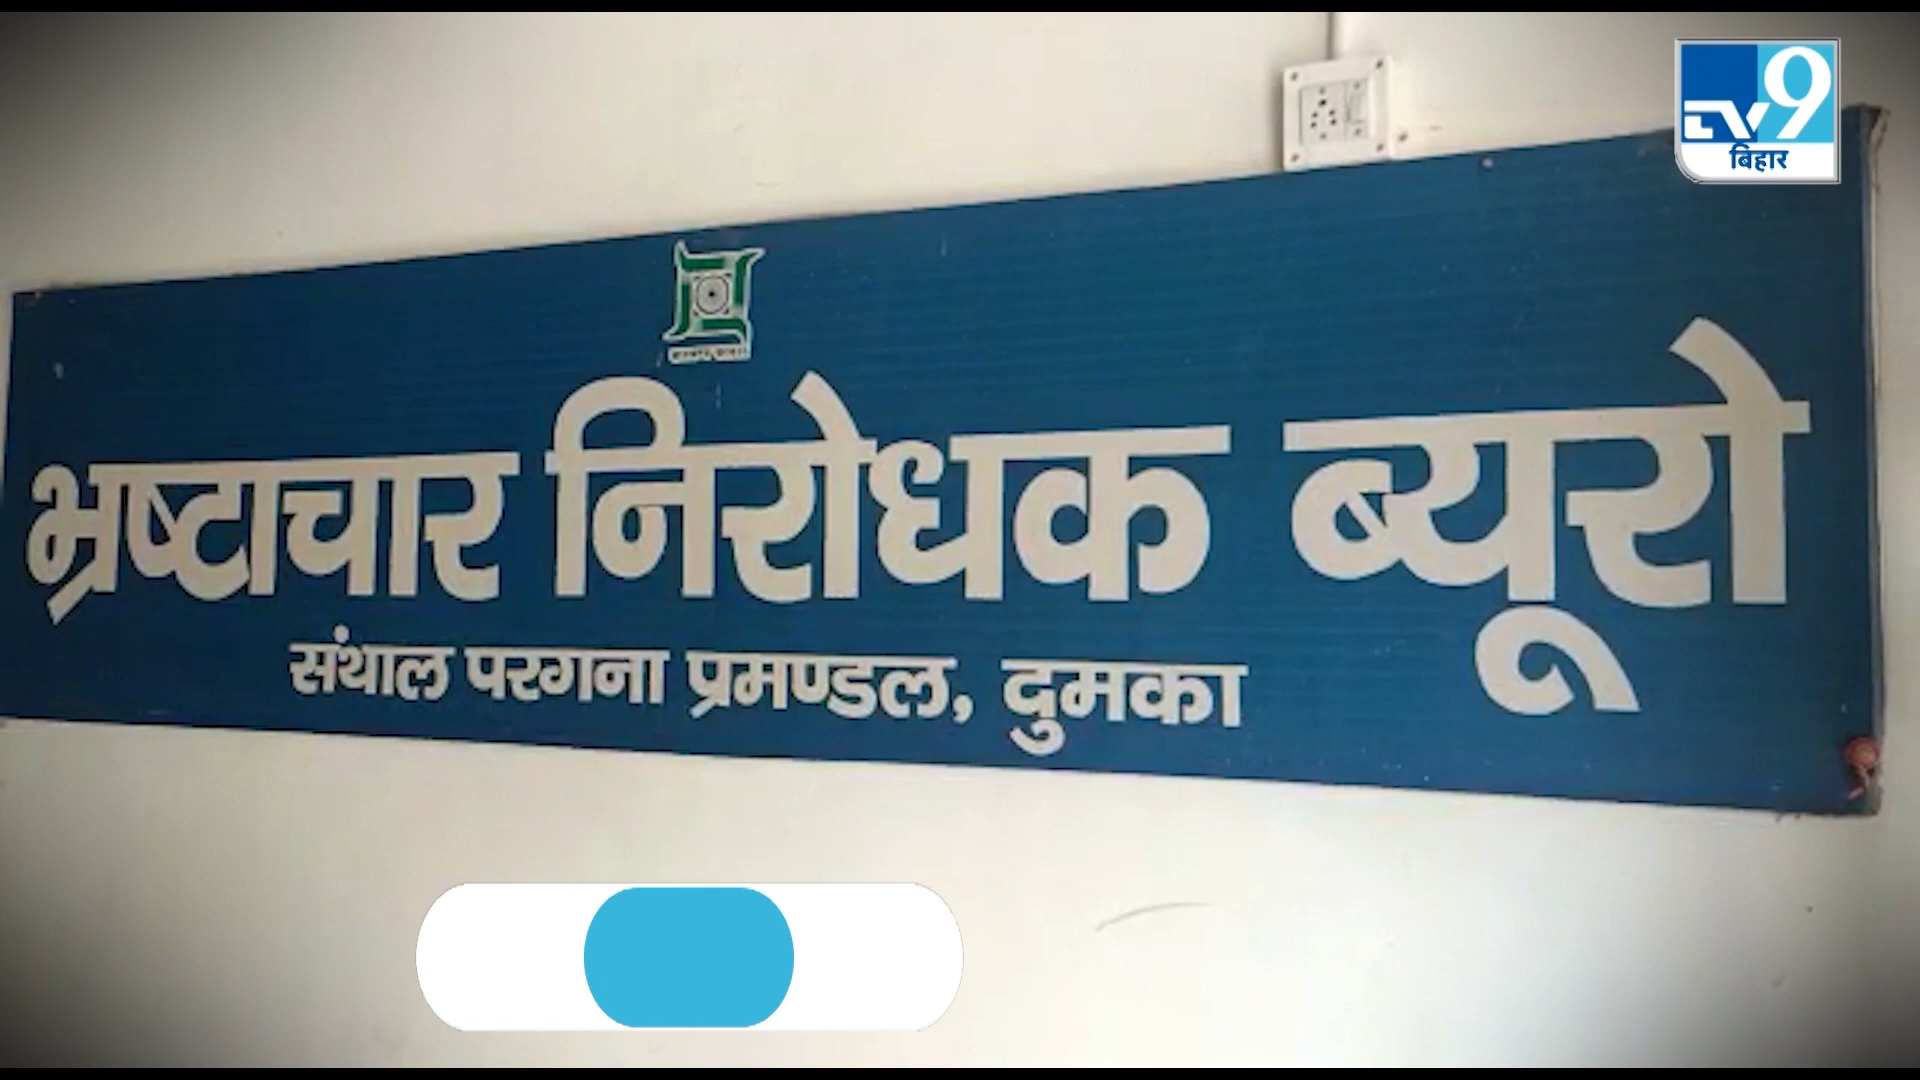 TV9
बिहार
भ्रष्टाचार निरोधक ब्यूरो
संथाल परगना प्रमण्डल, दुमका